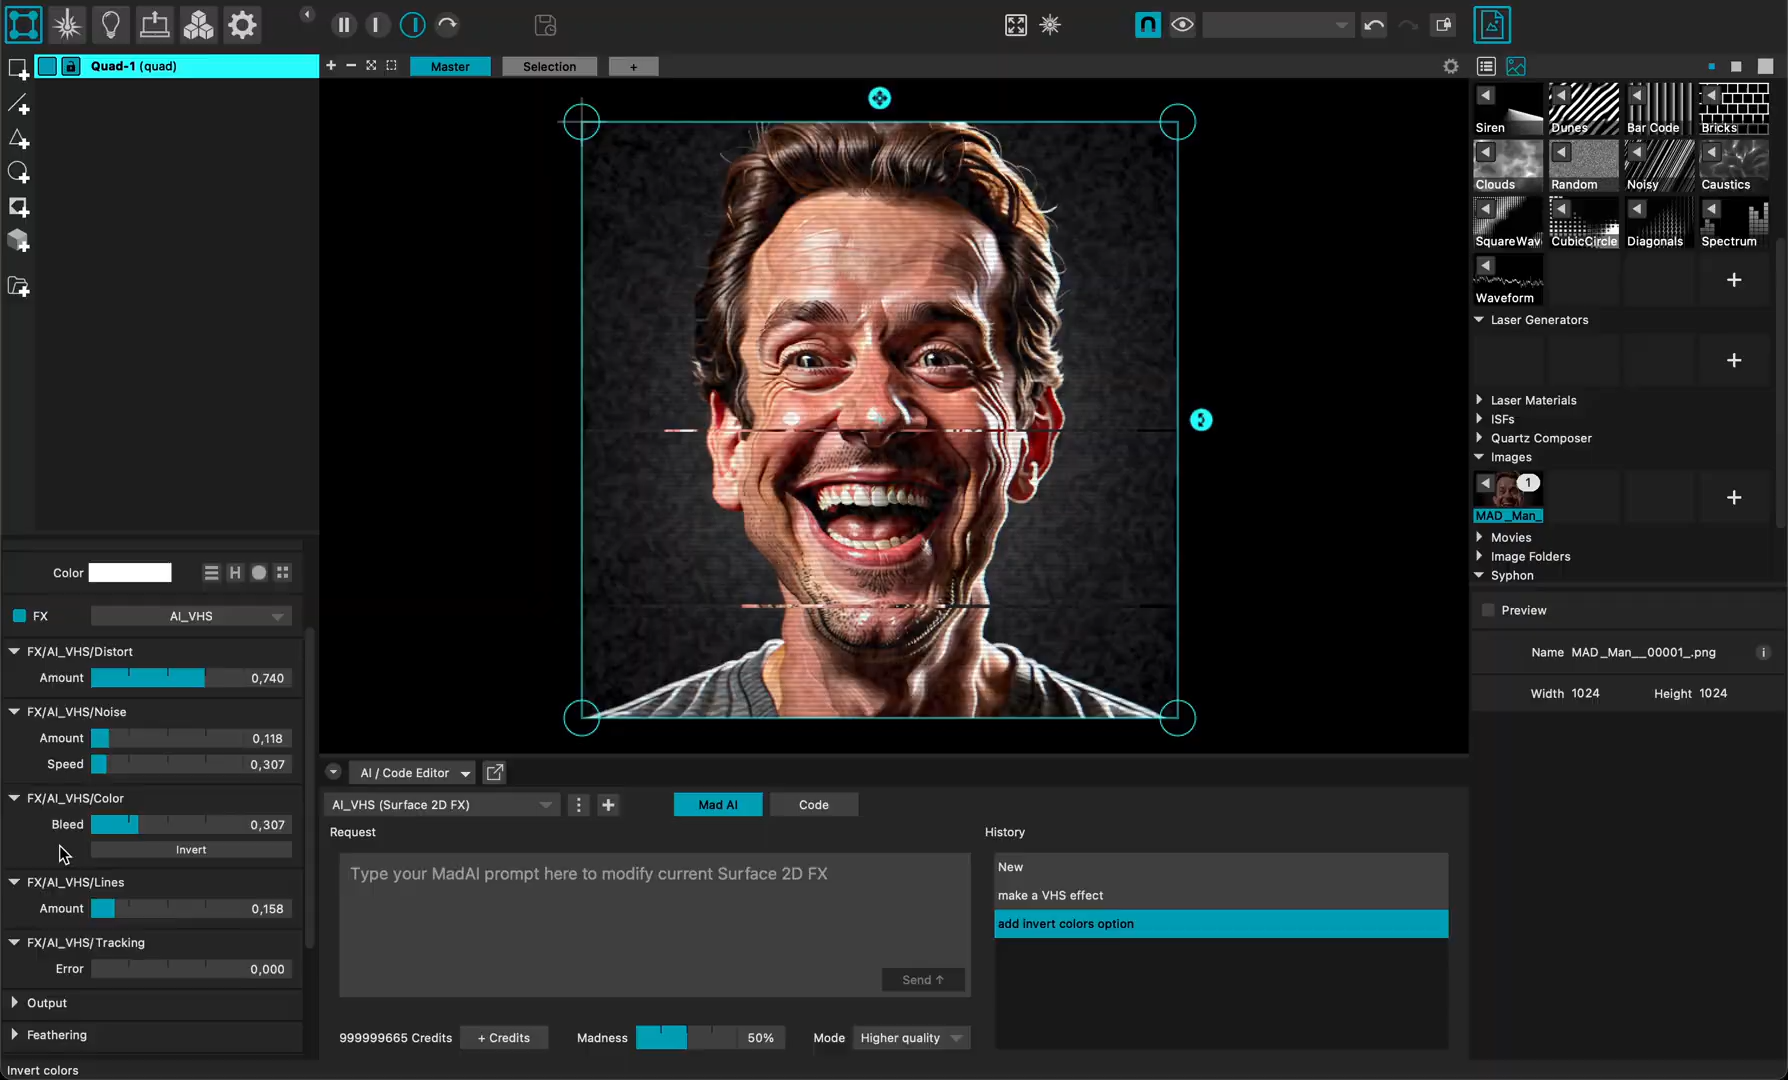 Quad-1 (quad)
Master
Selection
+
Siren
Dunes
Bar Code
Bricks
Clouds
Random
Noisy
Caustics
SquareWav
CubicCircle
Diagonals
Spectrum
Waveform
+
Laser Generators
+
Laser Materials
ISFs
Quartz Composer
Images
1
MAD_Man_
+
Movies
Image Folders
Syphon
Preview
Name MAD_Man__00001_.png
Width 1024 Height 1024
Color
H
FX AI_VHS
FX/AI_VHS/Distort
Amount 0,740
FX/AI_VHS/Noise
Amount 0,118
Speed 0,307
FX/AI_VHS/Color
Bleed 0,307
Invert
FX/AI_VHS/Lines
Amount 0,158
FX/AI_VHS/Tracking
Error 0,000
Output
Feathering
Invert colors
AI / Code Editor
AI_VHS (Surface 2D FX)
Mad AI
Code
Request
Type your MadAI prompt here to modify current Surface 2D FX
Send ↑
999999665 Credits
+ Credits
Madness 50%
Mode Higher quality
History
New
make a VHS effect
add invert colors option